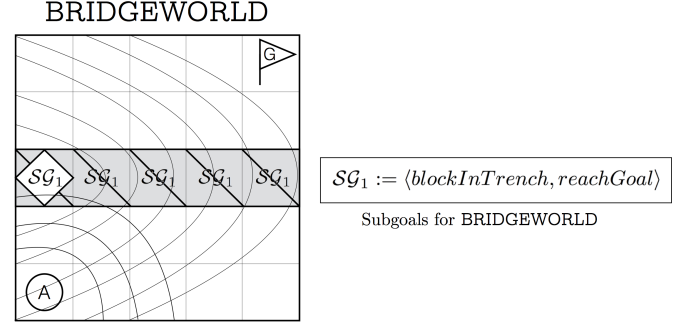 BRIDGEWORLD
G
SG₁ SG₁ SG₁ SG₁ SG₁
A
SG₁ := ⟨blockInTrench, reachGoal⟩
Subgoals for BRIDGEWORLD